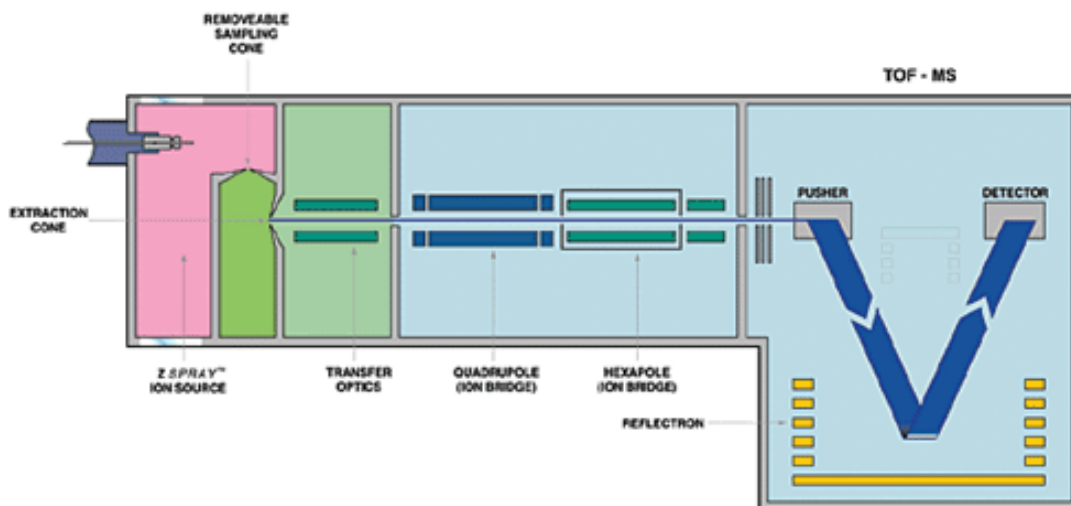 REMOVEABLE
SAMPLING
CONE
TOF - MS
PUSHER
DETECTOR
EXTRACTION
CONE
Z SPRAY™
ION SOURCE
TRANSFER
OPTICS
QUADRUPOLE
(ION BRIDGE)
HEXAPOLE
(ION BRIDGE)
REFLECTRON